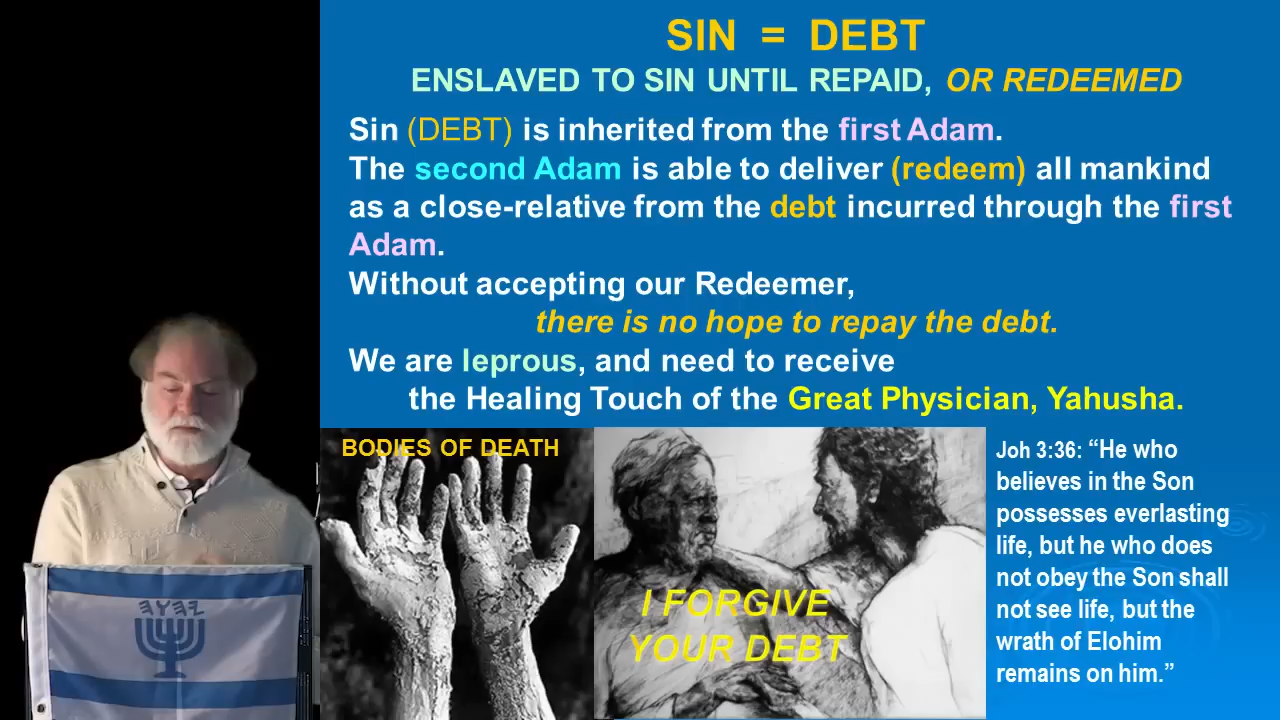 SIN = DEBT
ENSLAVED TO SIN UNTIL REPAID, OR REDEEMED
Sin (DEBT) is inherited from the first Adam.
The second Adam is able to deliver (redeem) all mankind
as a close-relative from the debt incurred through the first
Adam.
Without accepting our Redeemer,
there is no hope to repay the debt.
We are leprous, and need to receive
the Healing Touch of the Great Physician, Yahusha.
BODIES OF DEATH
I FORGIVE
YOUR DEBT
Joh 3:36: “He who
believes in the Son
possesses everlasting
life, but he who does
not obey the Son shall
not see life, but the
wrath of Elohim
remains on him.”